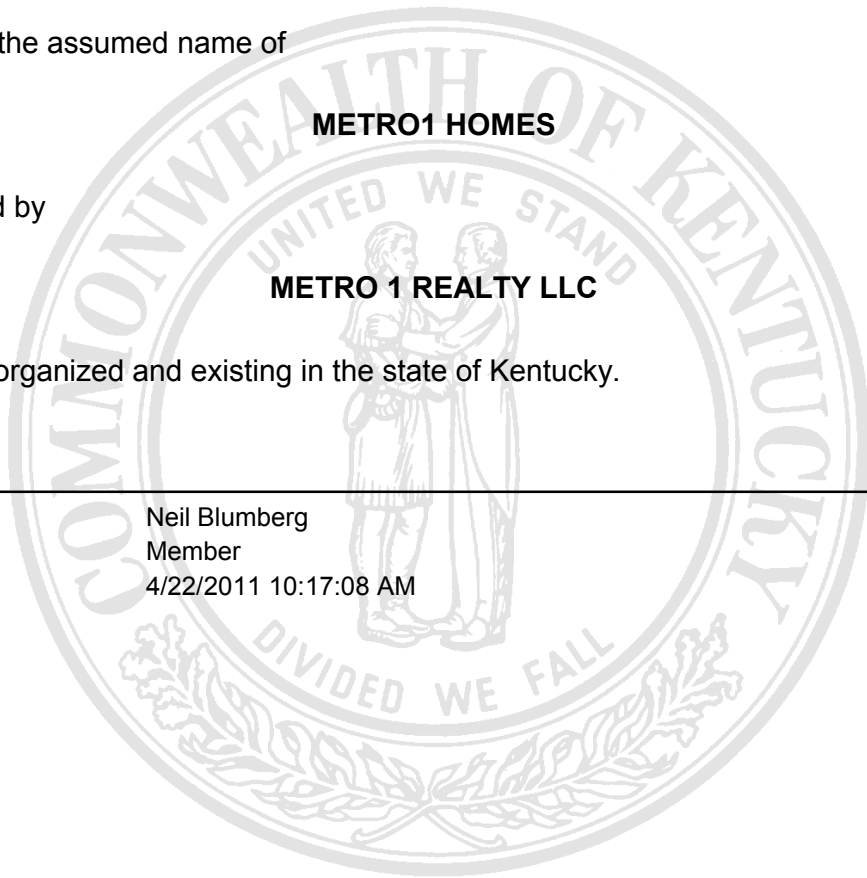 the assumed name of
METRO1 HOMES
d by
METRO 1 REALTY LLC
organized and existing in the state of Kentucky.
Neil Blumberg
Member
4/22/2011 10:17:08 AM
COMMONWEALTH OF KENTUCKY
UNITED WE STAND
DIVIDED WE FALL